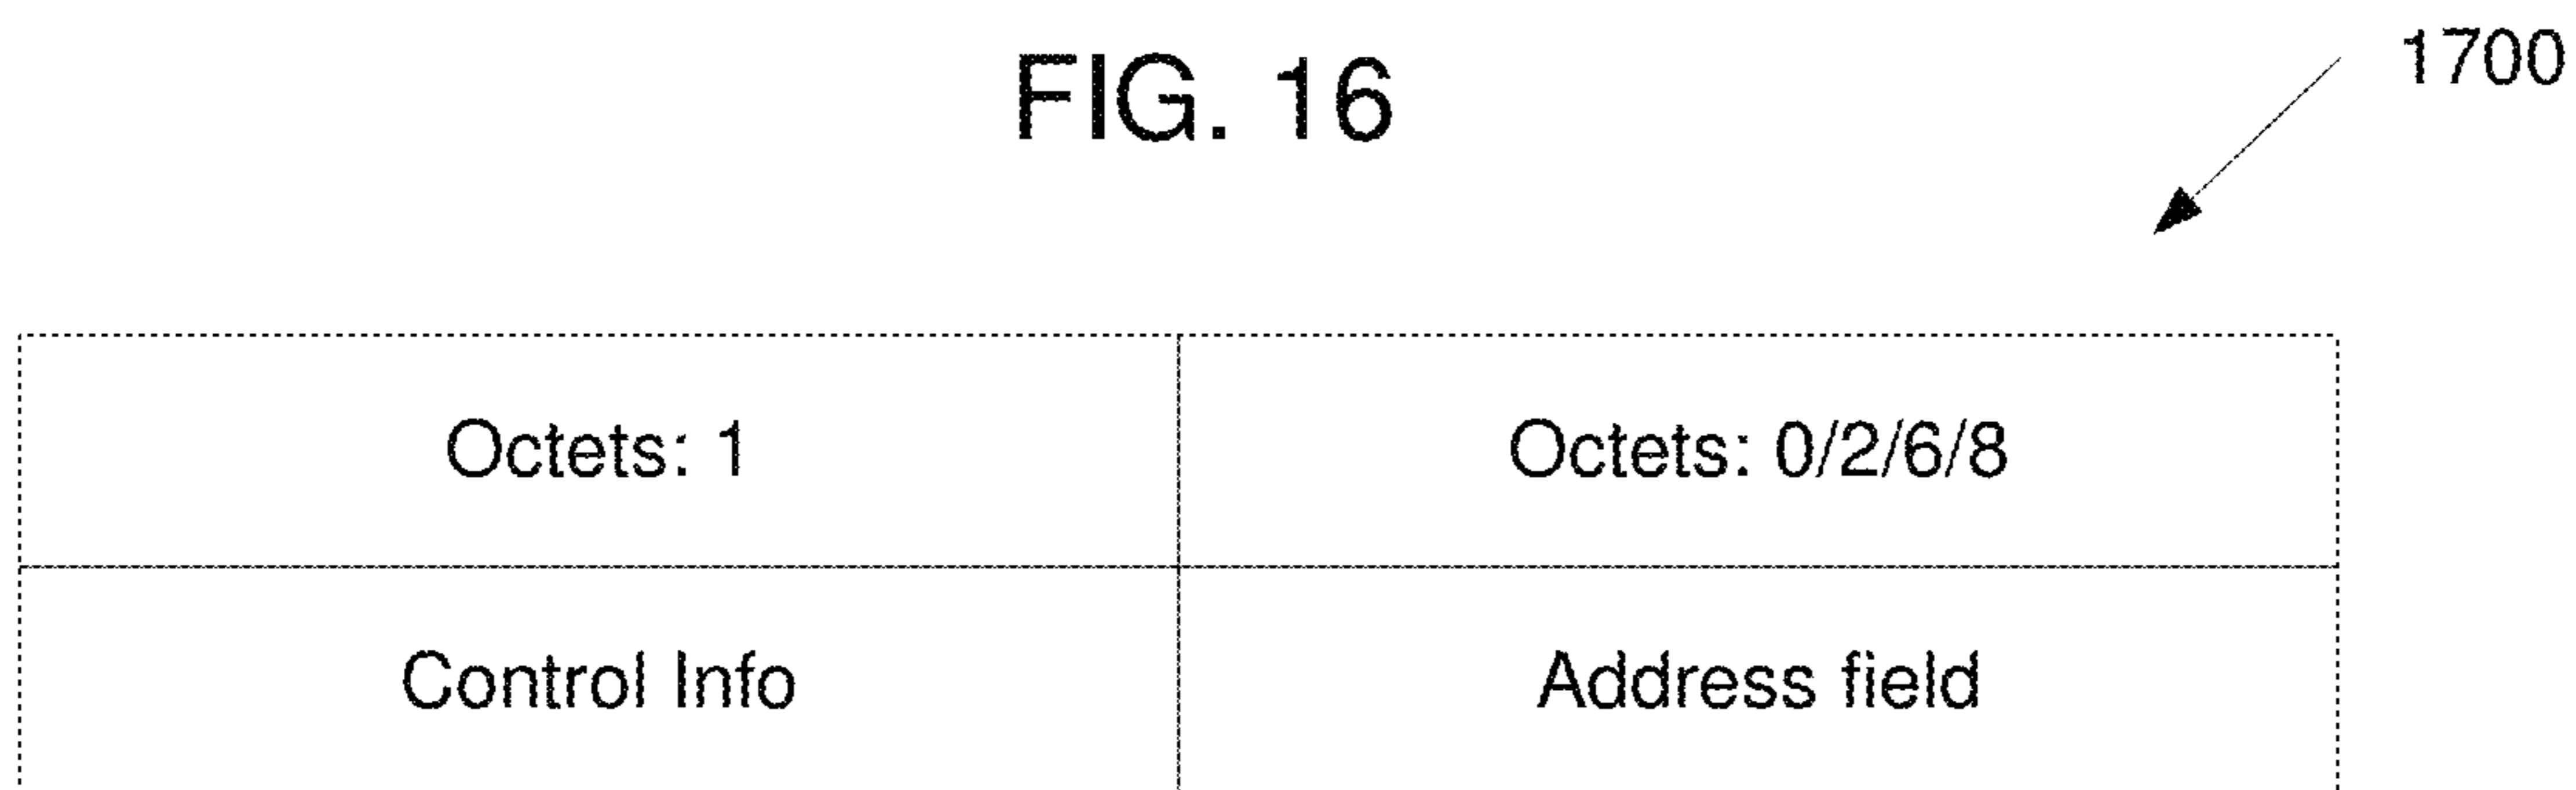 FIG. 16
1700
Octets: 1
Octets: 0/2/6/8
Control Info
Address field